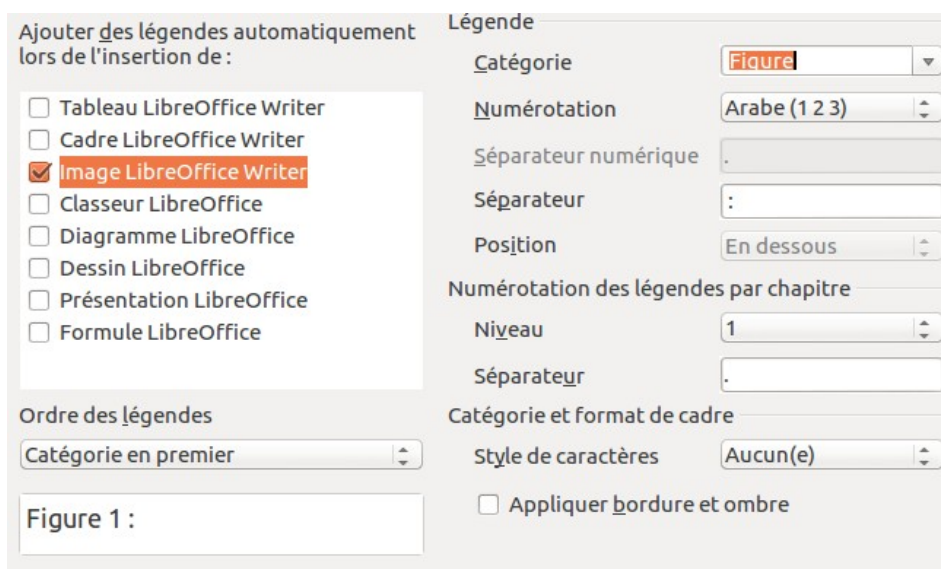 Ajouter des légendes automatiquement
lors de l'insertion de :
Tableau LibreOffice Writer
Cadre LibreOffice Writer
Image LibreOffice Writer
Classeur LibreOffice
Diagramme LibreOffice
Dessin LibreOffice
Présentation LibreOffice
Formule LibreOffice
Ordre des légendes
Catégorie en premier
Figure 1 :
Légende
Catégorie Figure
Numérotation Arabe (1 2 3)
Séparateur numérique .
Séparateur :
Position En dessous
Numérotation des légendes par chapitre
Niveau 1
Séparateur .
Catégorie et format de cadre
Style de caractères Aucun(e)
Appliquer bordure et ombre